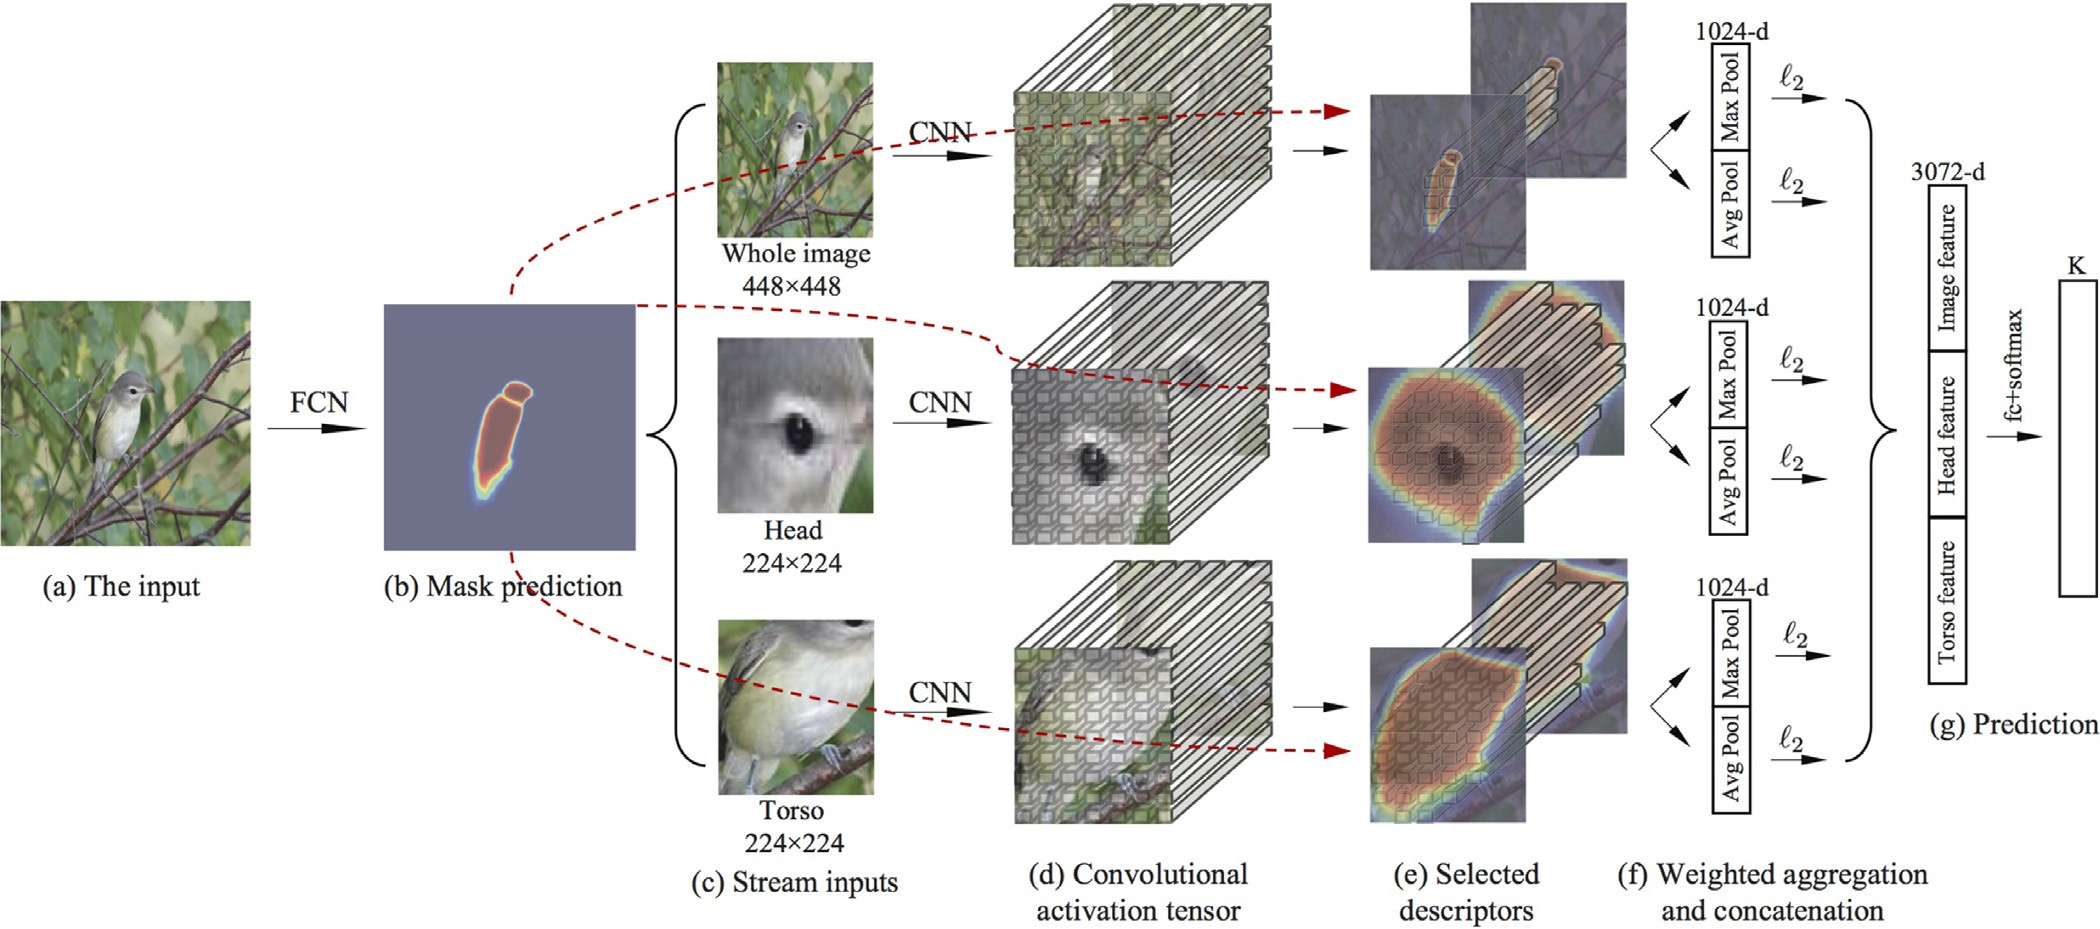 (a) The input
FCN
(b) Mask prediction
Whole image
448×448
Head
224×224
Torso
224×224
(c) Stream inputs
CNN
CNN
CNN
(d) Convolutional
activation tensor
(e) Selected
descriptors
1024-d
Max Pool
Avg Pool
ℓ2
ℓ2
1024-d
Max Pool
Avg Pool
ℓ2
ℓ2
1024-d
Max Pool
Avg Pool
ℓ2
ℓ2
(f) Weighted aggregation
and concatenation
3072-d
Image feature
Head feature
Torso feature
fc+softmax
K
(g) Prediction